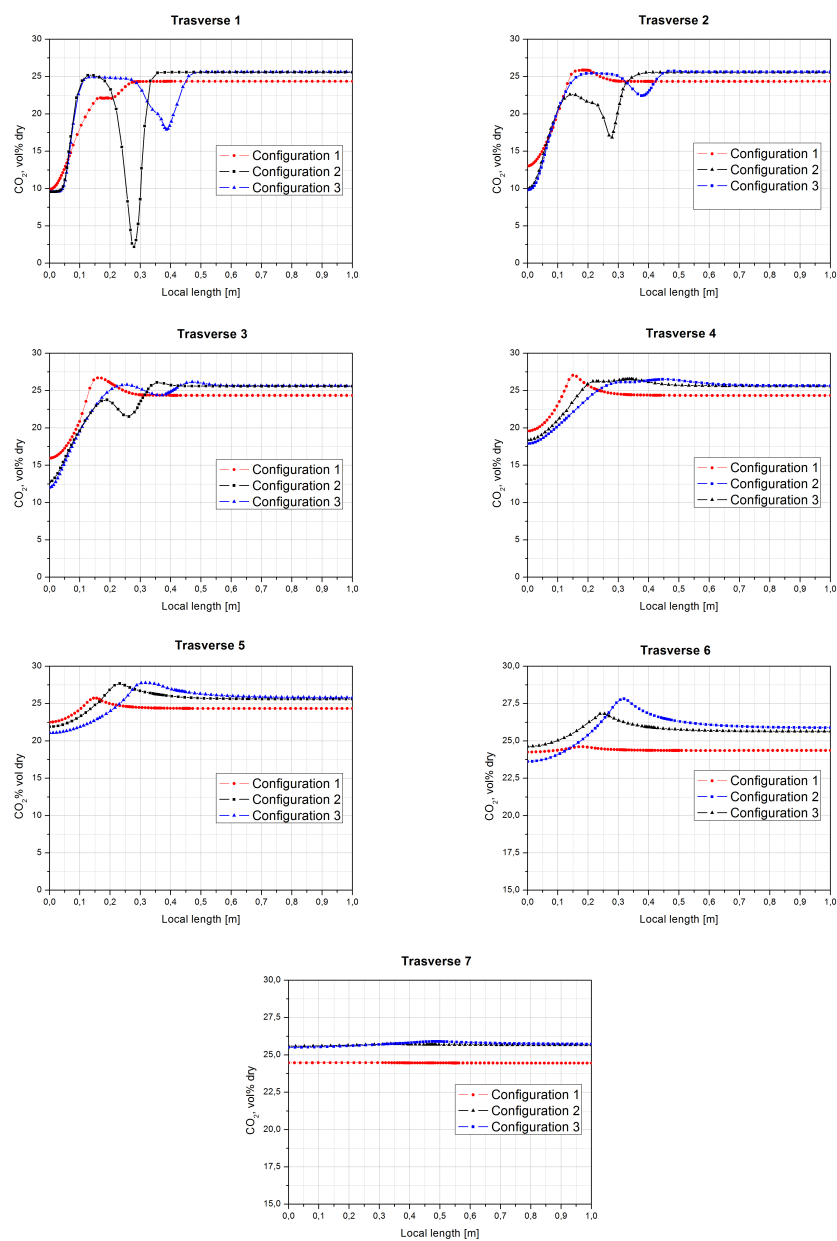 Trasverse 1
30
25
20
15
10
5
0
CO₂, vol% dry
Configuration 1
Configuration 2
Configuration 3
0,0 0,1 0,2 0,3 0,4 0,5 0,6 0,7 0,8 0,9 1,0
Local length [m]
Trasverse 2
30
25
20
15
10
5
0
CO₂, vol% dry
Configuration 1
Configuration 2
Configuration 3
0,0 0,1 0,2 0,3 0,4 0,5 0,6 0,7 0,8 0,9 1,0
Local length [m]
Trasverse 3
30
25
20
15
10
5
0
CO₂, vol% dry
Configuration 1
Configuration 2
Configuration 3
0,0 0,1 0,2 0,3 0,4 0,5 0,6 0,7 0,8 0,9 1,0
Local length [m]
Trasverse 4
30
25
20
15
10
5
0
CO₂, vol% dry
Configuration 1
Configuration 2
Configuration 3
0,0 0,1 0,2 0,3 0,4 0,5 0,6 0,7 0,8 0,9 1,0
Local length [m]
Trasverse 5
30
25
20
15
10
5
0
CO₂% vol dry
Configuration 1
Configuration 2
Configuration 3
0,0 0,1 0,2 0,3 0,4 0,5 0,6 0,7 0,8 0,9 1,0
Local length [m]
Trasverse 6
30,0
27,5
25,0
22,5
20,0
17,5
15,0
CO₂, vol% dry
Configuration 1
Configuration 2
Configuration 3
0,0 0,1 0,2 0,3 0,4 0,5 0,6 0,7 0,8 0,9 1,0
Local length [m]
Trasverse 7
30,0
27,5
25,0
22,5
20,0
17,5
15,0
CO₂, vol% dry
Configuration 1
Configuration 2
Configuration 3
0,0 0,1 0,2 0,3 0,4 0,5 0,6 0,7 0,8 0,9 1,0
Local length [m]